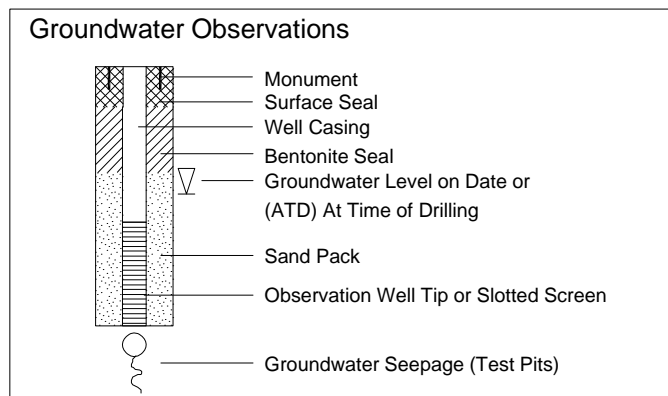 Groundwater Observations
Monument
Surface Seal
Well Casing
Bentonite Seal
Groundwater Level on Date or
(ATD) At Time of Drilling
Sand Pack
Observation Well Tip or Slotted Screen
Groundwater Seepage (Test Pits)